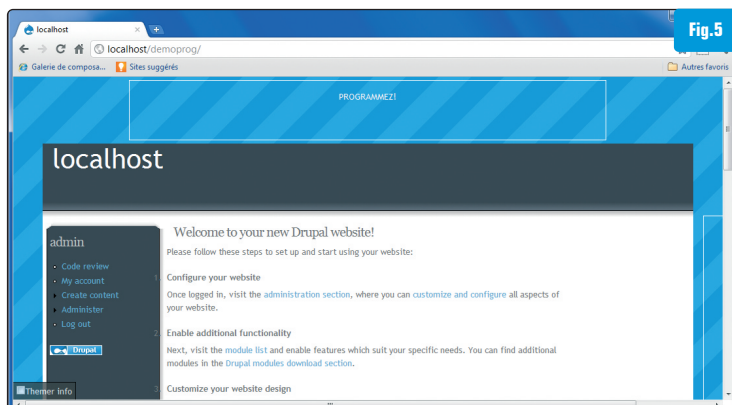 Fig.5
localhost
localhost/demoprog/
Galerie de composa... Sites suggérés Autres favoris
PROGRAMMEZ!
localhost
admin
Code review
My account
Create content
Administer
Log out
Drupal
Welcome to your new Drupal website!
Please follow these steps to set up and start using your website:
1. Configure your website
Once logged in, visit the administration section, where you can customize and configure all aspects of
your website.
2. Enable additional functionality
Next, visit the module list and enable features which suit your specific needs. You can find additional
modules in the Drupal modules download section.
3. Customize your website design
Themer info